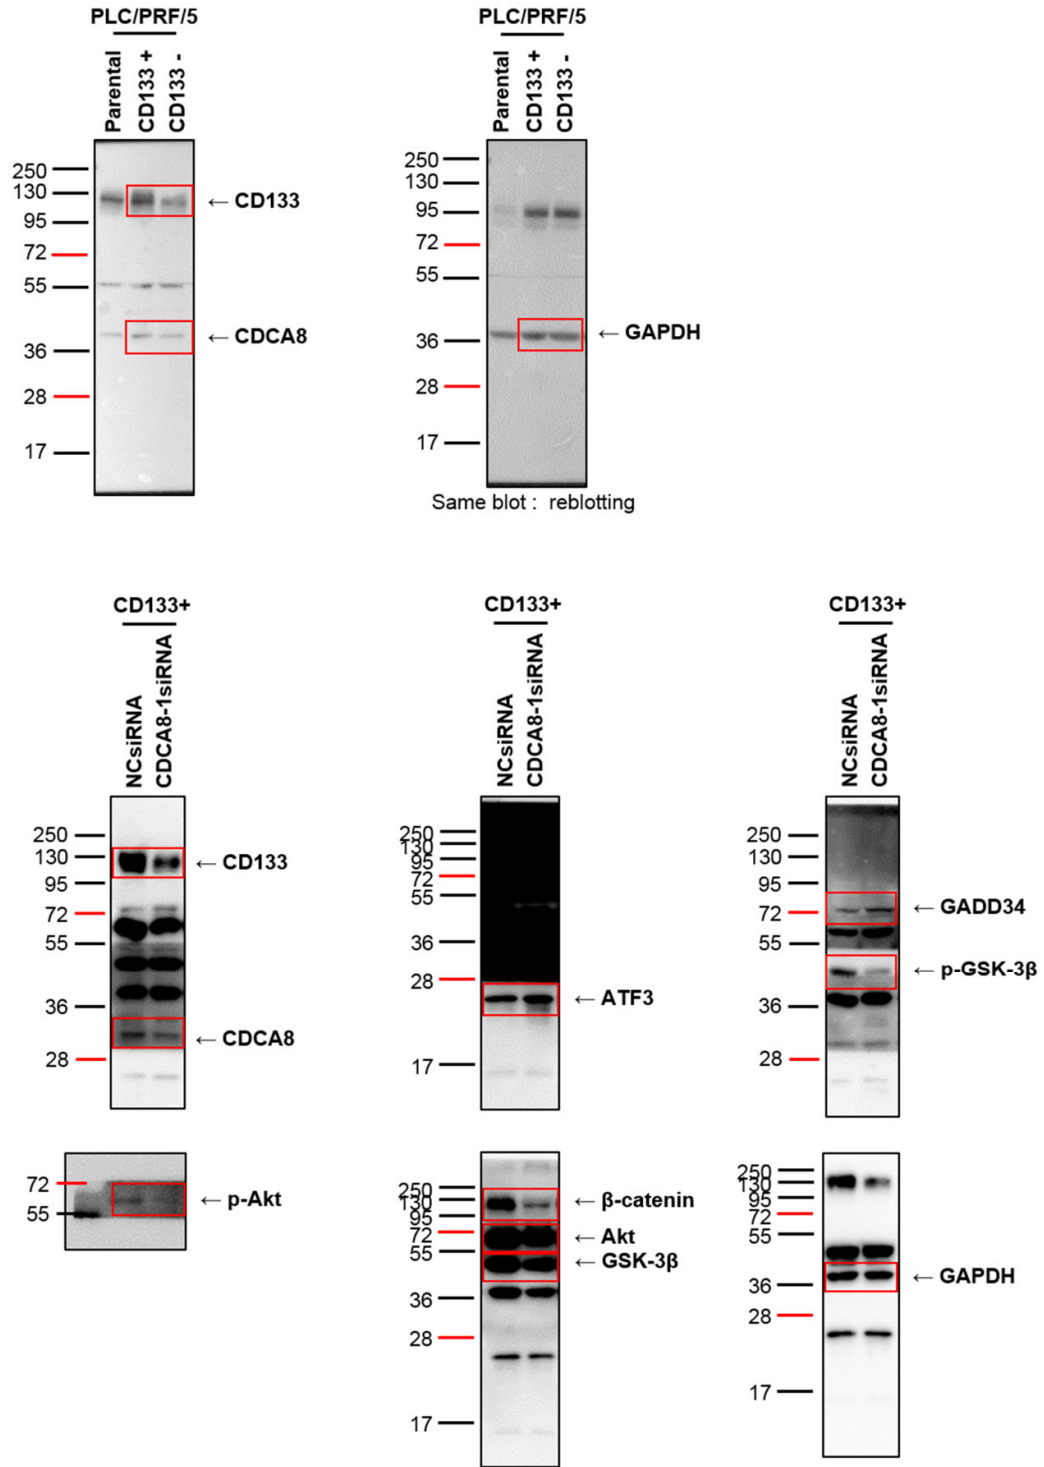 PLC/PRF/5
Parental
CD133 +
CD133 -
250
130
95
72
55
36
28
17
← CD133
← CDCA8
PLC/PRF/5
Parental
CD133 +
CD133 -
250
130
95
72
55
36
28
17
← GAPDH
Same blot : reblotting
CD133+
NCsiRNA
CDCA8-1siRNA
250
130
95
72
55
36
28
← CD133
← CDCA8
CD133+
NCsiRNA
CDCA8-1siRNA
250
130
95
72
55
36
28
17
← ATF3
CD133+
NCsiRNA
CDCA8-1siRNA
250
130
95
72
55
36
28
← GADD34
← p-GSK-3β
72
55
← p-Akt
250
130
95
72
55
36
28
17
← β-catenin
← Akt
← GSK-3β
250
130
95
72
55
36
28
17
← GAPDH